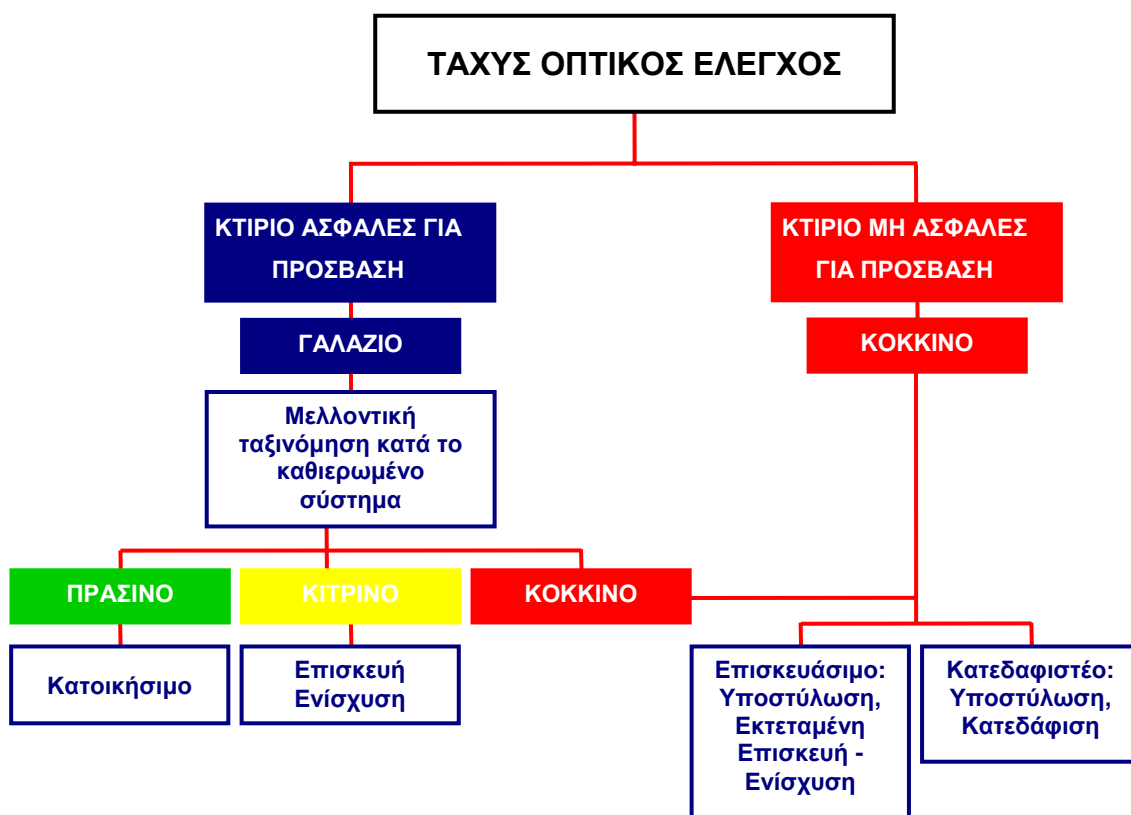 ΤΑΧΥΣ ΟΠΤΙΚΟΣ ΕΛΕΓΧΟΣ
ΚΤΙΡΙΟ ΑΣΦΑΛΕΣ ΓΙΑ
ΠΡΟΣΒΑΣΗ
ΚΤΙΡΙΟ ΜΗ ΑΣΦΑΛΕΣ
ΓΙΑ ΠΡΟΣΒΑΣΗ
ΓΑΛΑΖΙΟ
ΚΟΚΚΙΝΟ
Μελλοντική
ταξινόμηση κατά το
καθιερωμένο
σύστημα
ΠΡΑΣΙΝΟ
ΚΙΤΡΙΝΟ
ΚΟΚΚΙΝΟ
Κατοικήσιμο
Επισκευή
Ενίσχυση
Επισκευάσιμο:
Υποστύλωση,
Εκτεταμένη
Επισκευή -
Ενίσχυση
Κατεδαφιστέο:
Υποστύλωση,
Κατεδάφιση